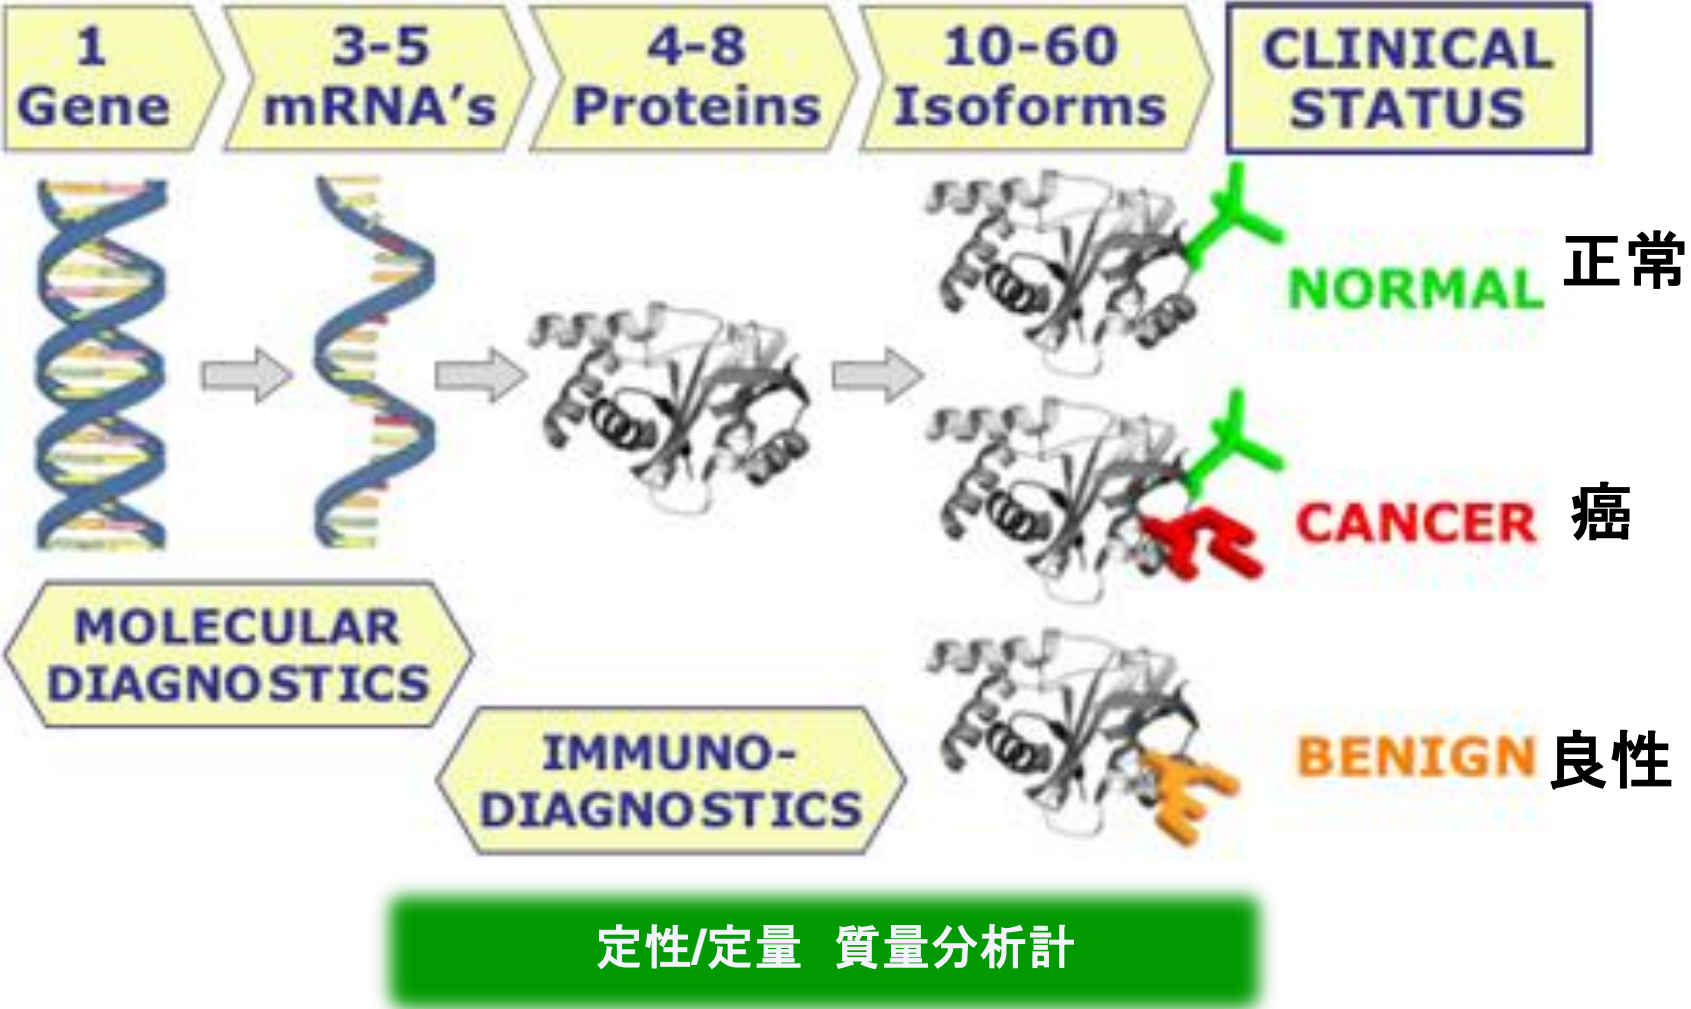 1
Gene
3-5
mRNA's
4-8
Proteins
10-60
Isoforms
CLINICAL
STATUS
NORMAL 正常
CANCER 癌
BENIGN 良性
MOLECULAR
DIAGNOSTICS
IMMUNO-
DIAGNOSTICS
定性/定量　質量分析計